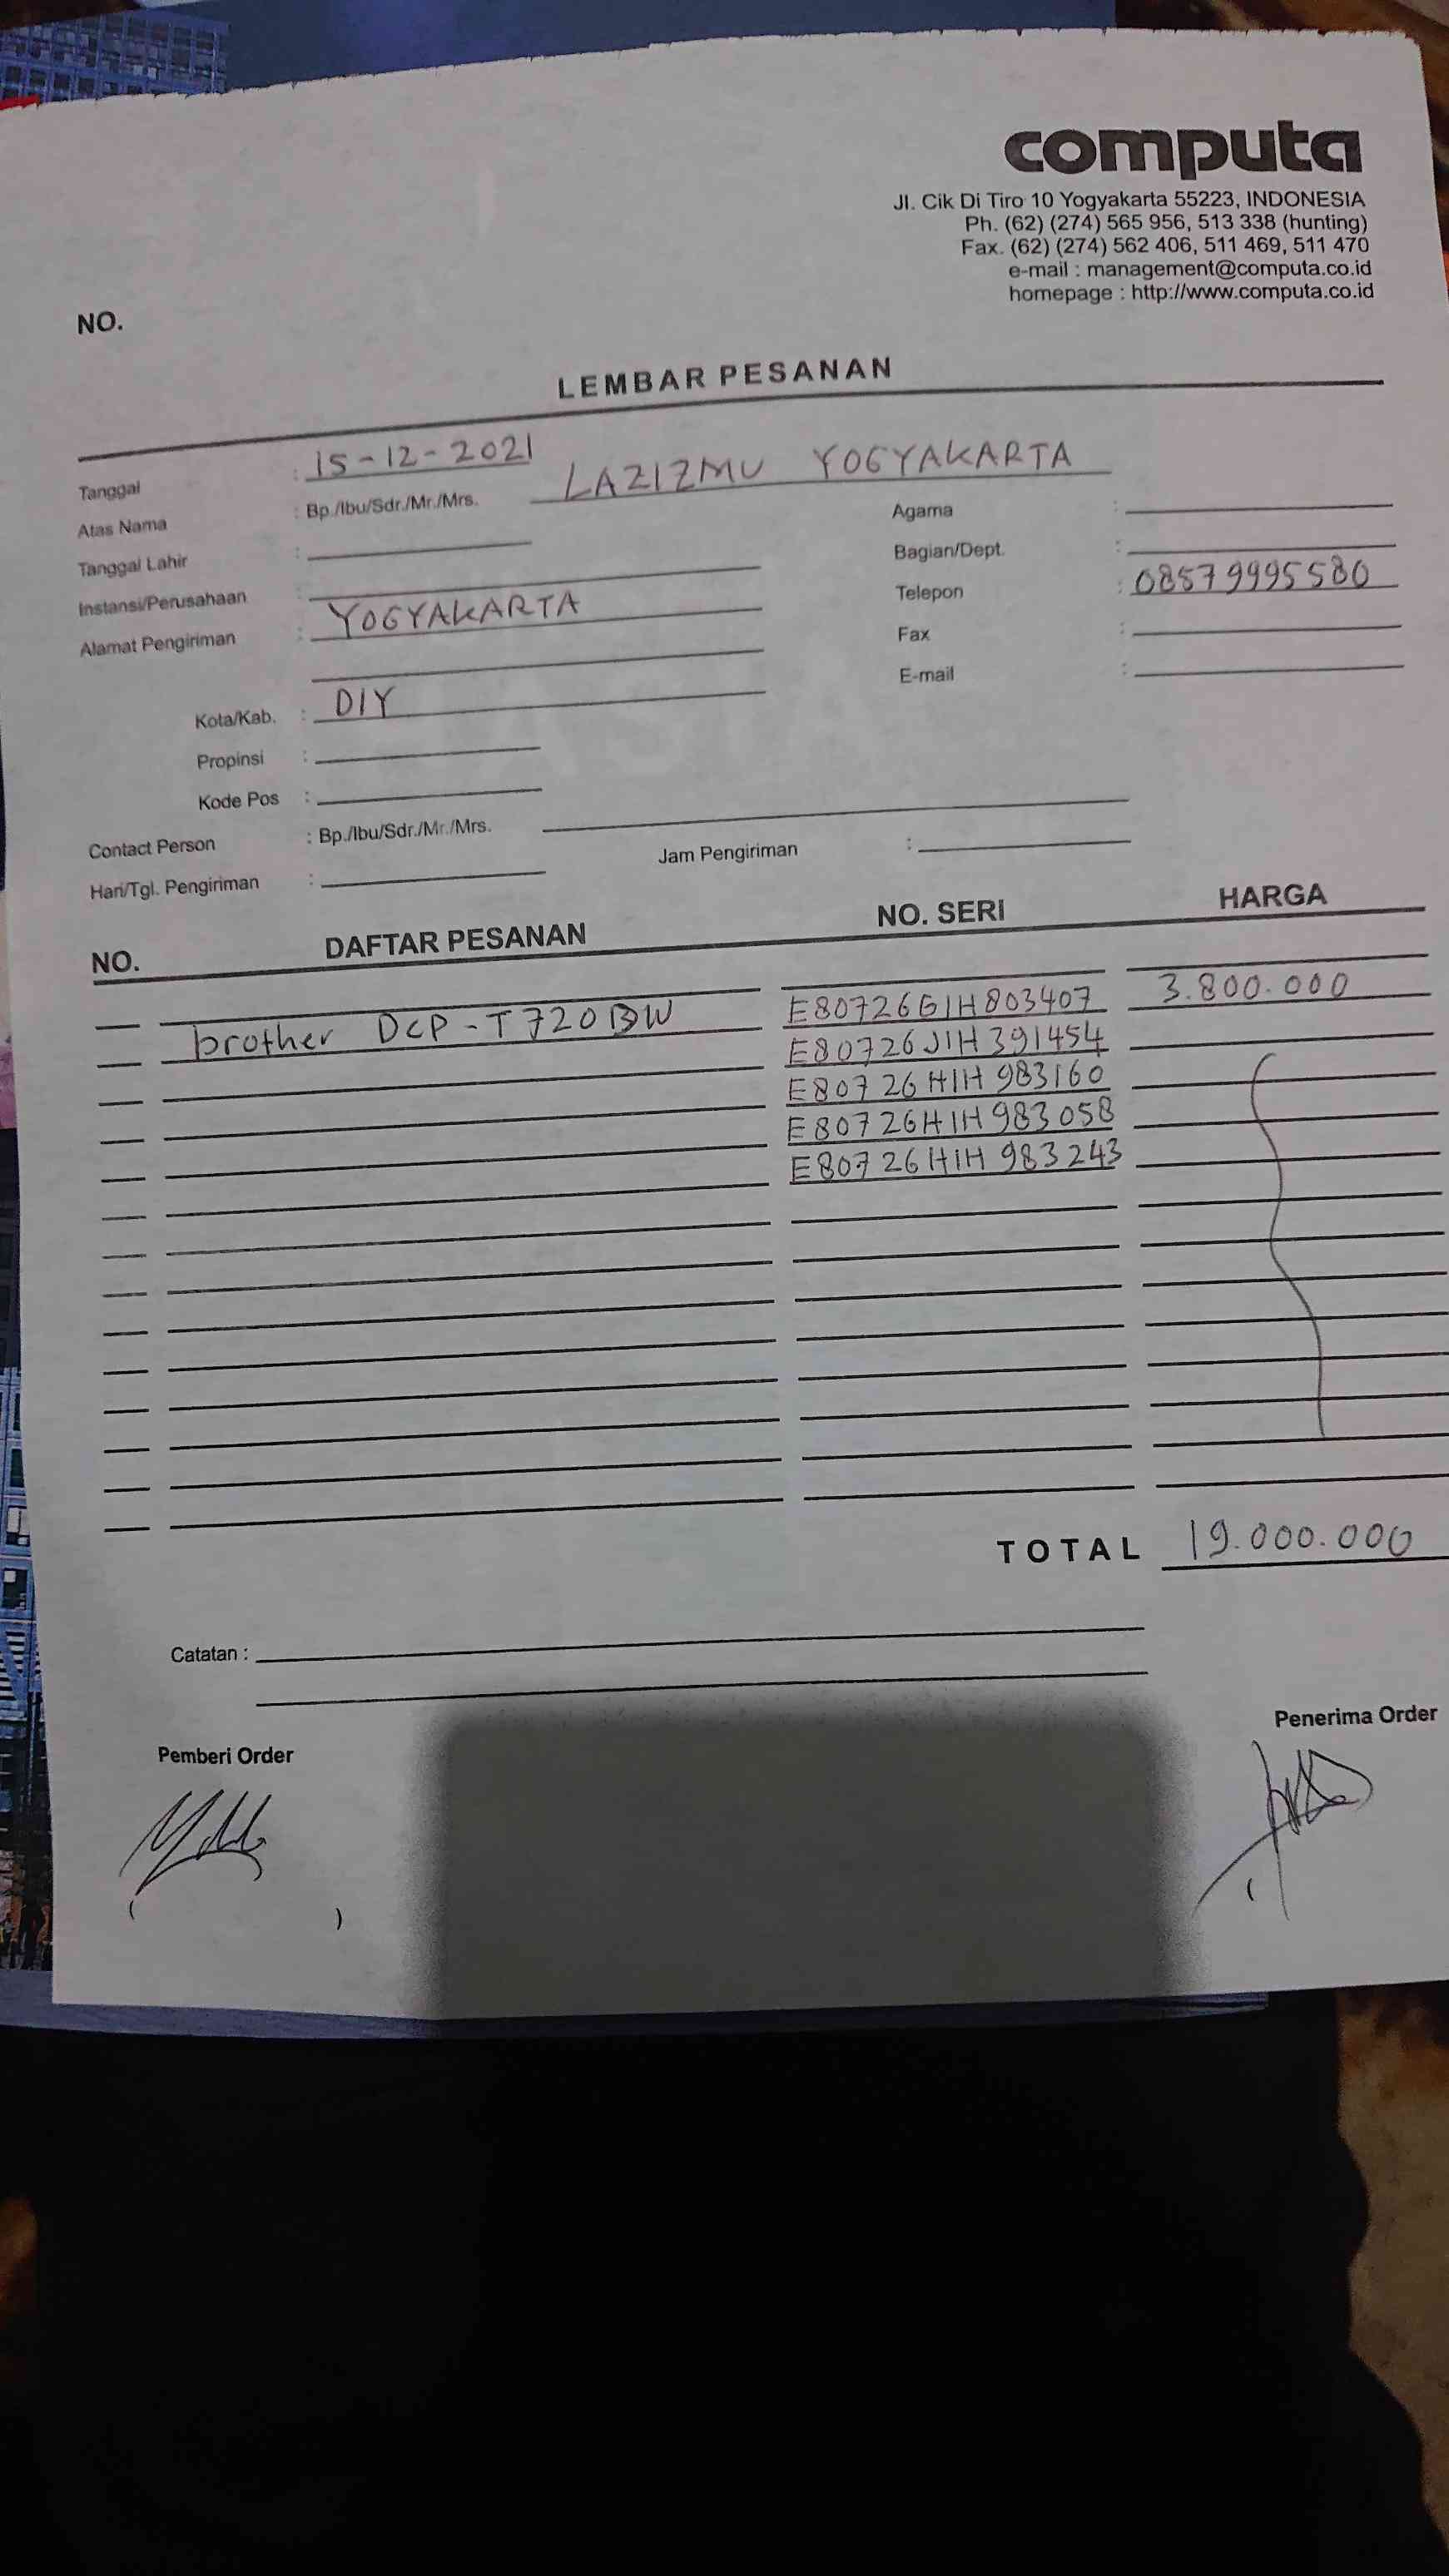 computa
Jl. Cik Di Tiro 10 Yogyakarta 55223, INDONESIA
Ph. (62) (274) 565 956, 513 338 (hunting)
Fax. (62) (274) 562 406, 511 469, 511 470
e-mail : management@computa.co.id
homepage : http://www.computa.co.id
NO.
LEMBAR PESANAN
Tanggal : 15-12-2021
Atas Nama : Bp./Ibu/Sdr./Mr./Mrs. LAZIZMU YOGYAKARTA
Tanggal Lahir : Agama :
Instansi/Perusahaan : Bagian/Dept. :
Alamat Pengiriman : YOGYAKARTA Telepon : 08579995580
Fax :
Kota/Kab. : DIY E-mail :
Propinsi :
Kode Pos :
Contact Person : Bp./Ibu/Sdr./Mr./Mrs.
Hari/Tgl. Pengiriman : Jam Pengiriman :
NO. DAFTAR PESANAN NO. SERI HARGA
brother DCP-T720BW E80726G1H803407 3.800.000
E80726J1H391454
E80726H1H983160
E80726H1H983058
E80726H1H983243
TOTAL 19.000.000
Catatan :
Pemberi Order Penerima Order
( ) (